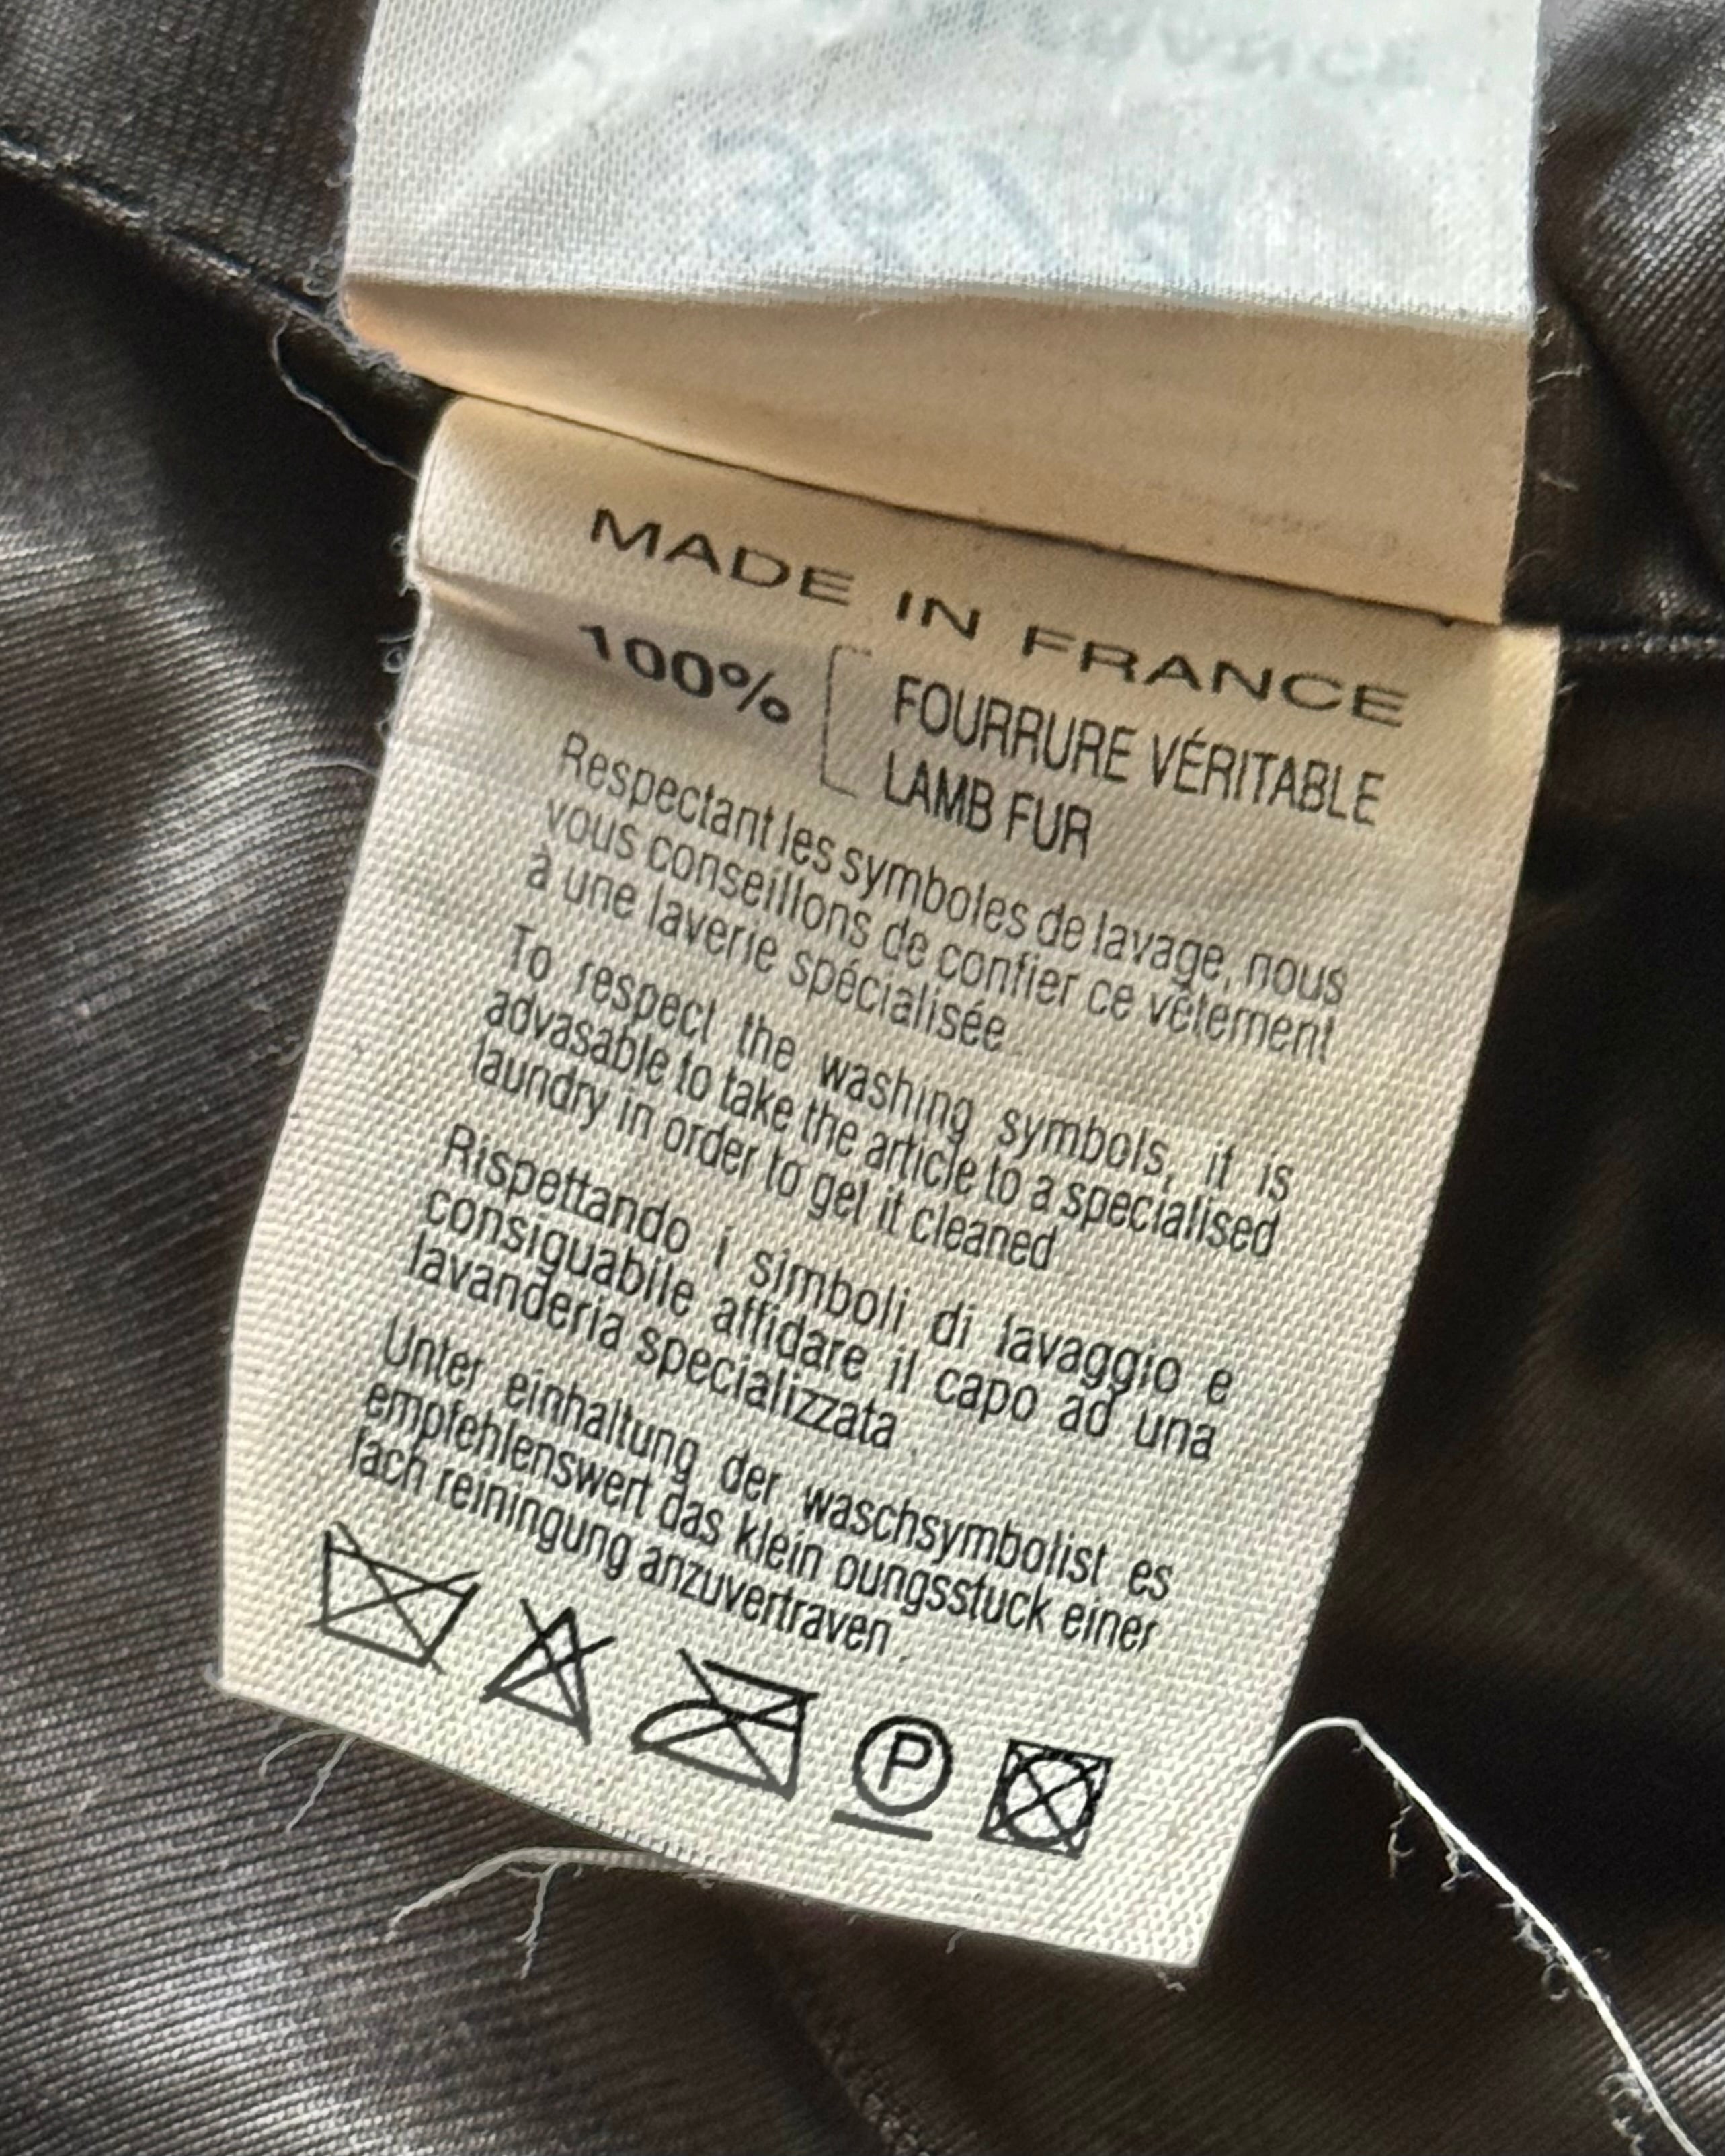 MADE IN FRANCE
100% FOURRURE VÉRITABLE
LAMB FUR
Respectant les symboles de lavage, nous
vous conseillons de confier ce vêtement
à une laverie spécialisée
To respect the washing symbols, it is
advasable to take the article to a specialised
laundry in order to get it cleaned
Rispettando i simboli di lavaggio e
consiguabile affidare il capo ad una
lavanderia specializzata.
Unter einhaltung der waschsymbolist es
empfehlenswert das klein oungsstuck einer
fach reiningung anzuvertraven.
P